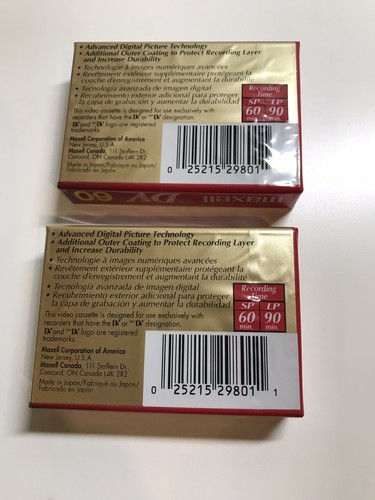 • Advanced Digital Picture Technology
• Additional Outer Coating to Protect Recording Layer
and Increase Durability
• Technologie à images numériques avancées
• Revêtement extérieur supplémentaire protégeant la
couche d'enregistrement et augmentant la durabilité
• Tecnología avanzada de imagen digital
• Recubrimiento exterior adicional para proteger
la capa de grabación y aumentar la durabilidad
This video cassette is designed for use exclusively with
recorders that have the DV or Mini DV designation.
DV and Mini DV logo are registered
trademarks.
Maxell Corporation of America
New Jersey, U.S.A.
Maxell Canada, 111 Staffern Dr.,
Concord, ON Canada L4K 2R2
Made in Japan/Fabriqué au Japon/
Fabricado en Japón
Recording
Time
SP LP
60 90
min. min.
0 25215 29801
maxell DV 60
• Advanced Digital Picture Technology
• Additional Outer Coating to Protect Recording Layer
and Increase Durability
• Technologie à images numériques avancées
• Revêtement extérieur supplémentaire protégeant la
couche d'enregistrement et augmentant la durabilité
• Tecnología avanzada de imagen digital
• Recubrimiento exterior adicional para proteger
la capa de grabación y aumentar la durabilidad
This video cassette is designed for use exclusively with
recorders that have the DV or Mini DV designation.
DV and Mini DV logo are registered
trademarks.
Maxell Corporation of America
New Jersey, U.S.A.
Maxell Canada, 111 Staffern Dr.,
Concord, ON Canada L4K 2R2
Made in Japan/Fabriqué au Japon/
Fabricado en Japón
Recording
Time
SP LP
60 90
min. min.
0 25215 29801 1